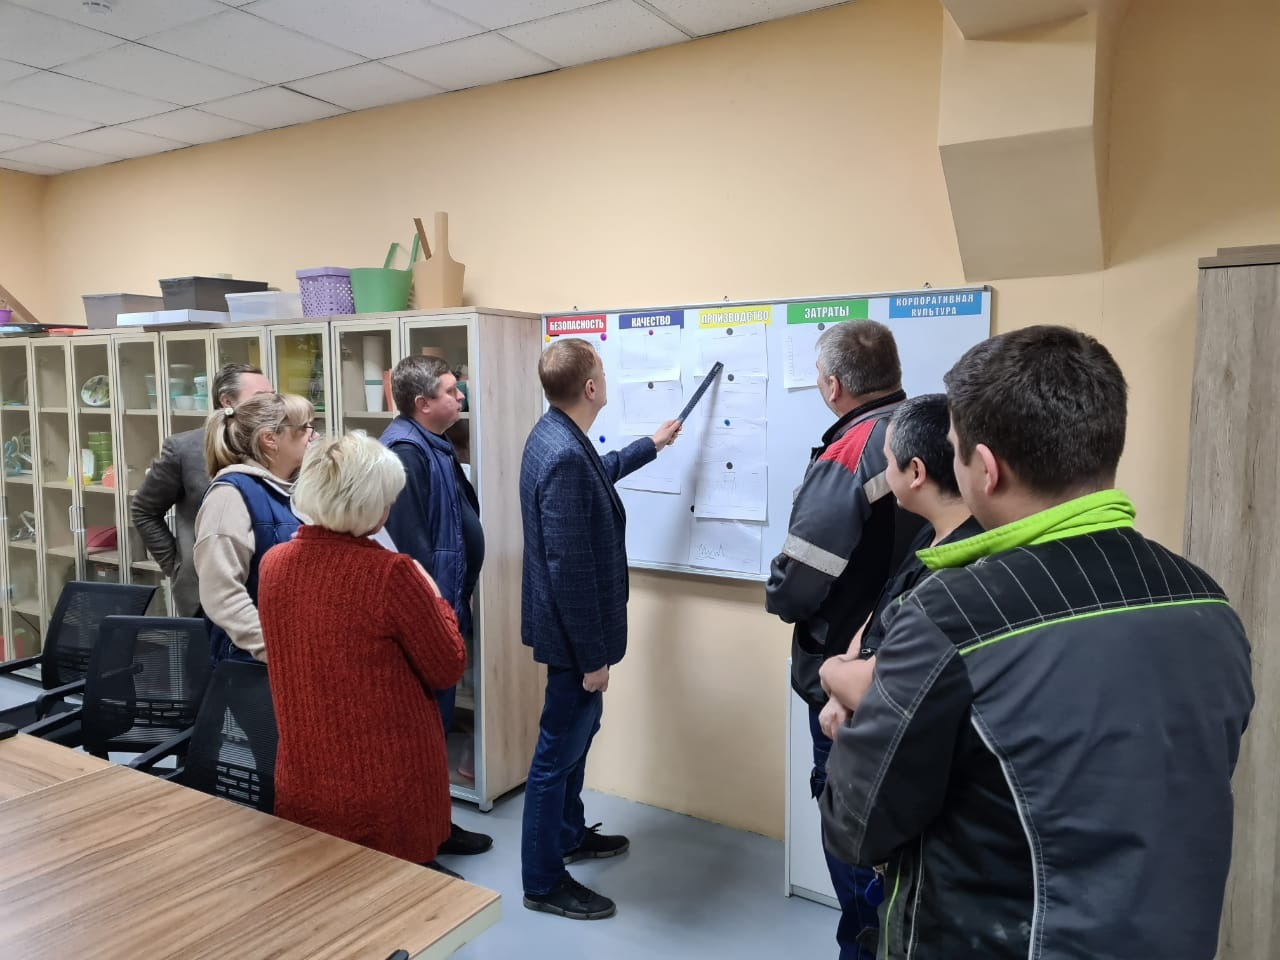 БЕЗОПАСНОСТЬ
КАЧЕСТВО
ПРОИЗВОДСТВО
ЗАТРАТЫ
КОРПОРАТИВНАЯ
КУЛЬТУРА